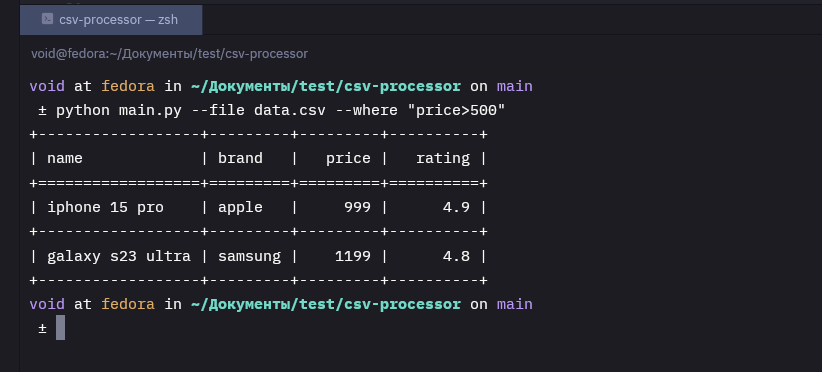 csv-processor — zsh
void@fedora:~/Документы/test/csv-processor
void at fedora in ~/Документы/test/csv-processor on main
± python main.py --file data.csv --where "price>500"
+------------------+---------+---------+----------+
| name             | brand   |   price |   rating |
+==================+=========+=========+==========+
| iphone 15 pro    | apple   |     999 |      4.9 |
+------------------+---------+---------+----------+
| galaxy s23 ultra | samsung |    1199 |      4.8 |
+------------------+---------+---------+----------+
void at fedora in ~/Документы/test/csv-processor on main
±